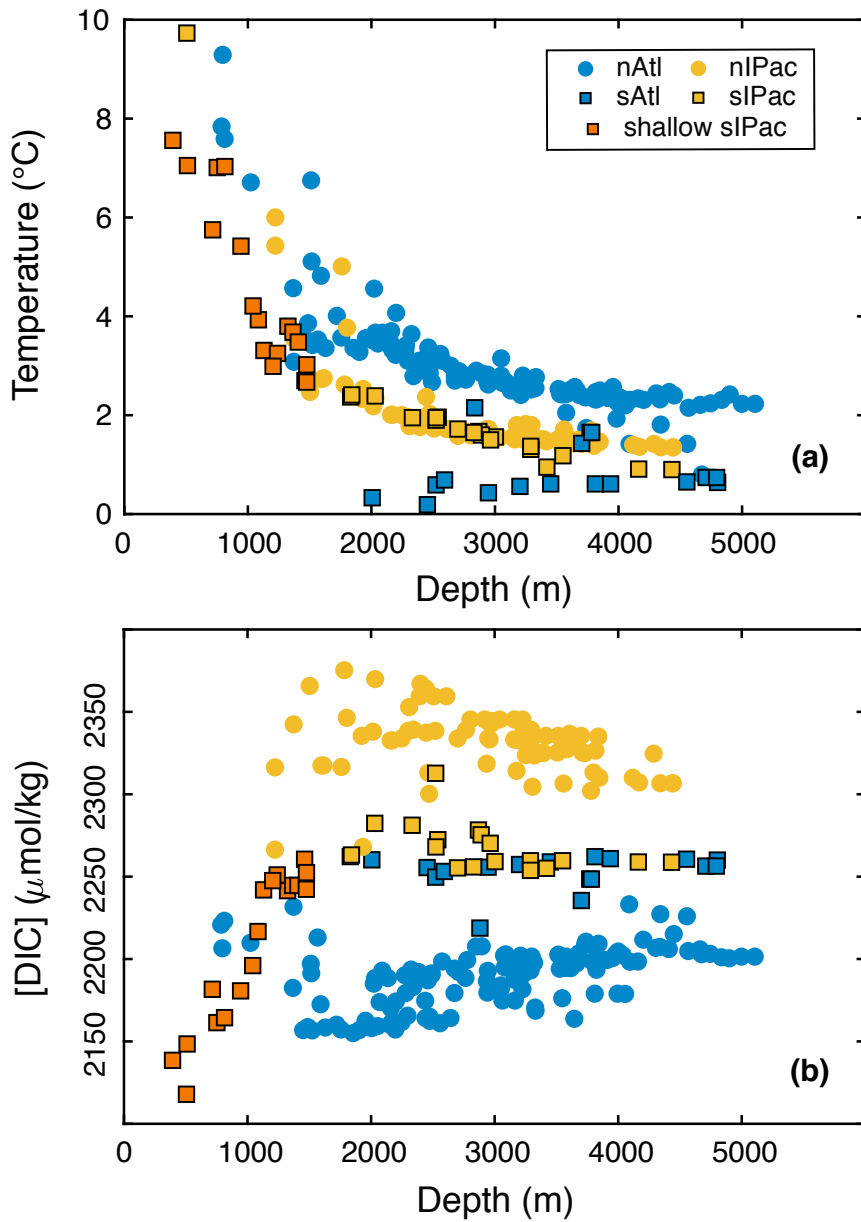 10
8
6
4
2
0
Temperature (°C)
nAtl nIPac
sAtl sIPac
shallow sIPac
(a)
0 1000 2000 3000 4000 5000
Depth (m)
2350
2300
2250
2200
2150
[DIC] (μmol/kg)
(b)
0 1000 2000 3000 4000 5000
Depth (m)